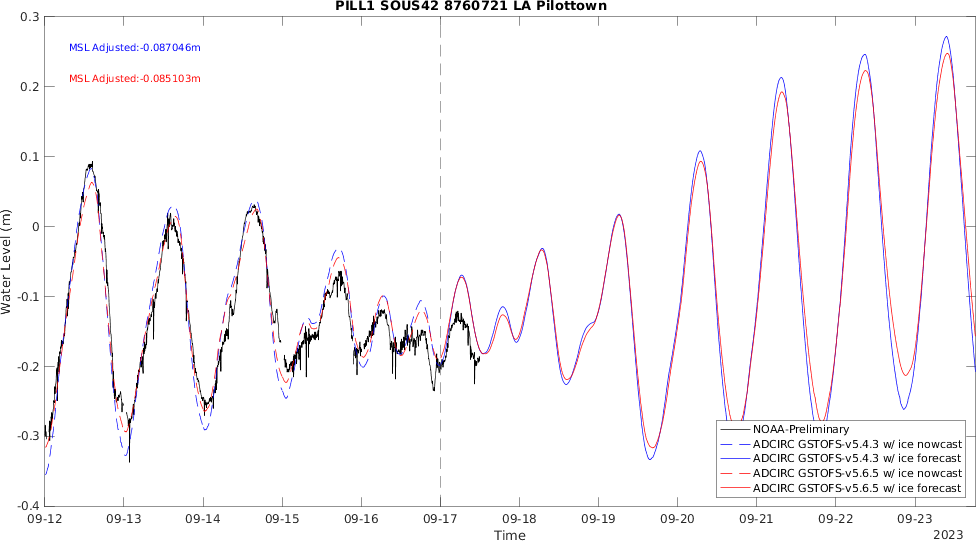 PILL1 SOUS42 8760721 LA Pilottown
MSL Adjusted:-0.087046m
MSL Adjusted:-0.085103m
Water Level (m)
0.3
0.2
0.1
0
-0.1
-0.2
-0.3
-0.4
NOAA-Preliminary
ADCIRC GSTOFS-v5.4.3 w/ ice nowcast
ADCIRC GSTOFS-v5.4.3 w/ ice forecast
ADCIRC GSTOFS-v5.6.5 w/ ice nowcast
ADCIRC GSTOFS-v5.6.5 w/ ice forecast
09-12 09-13 09-14 09-15 09-16 09-17 09-18 09-19 09-20 09-21 09-22 09-23
Time
2023